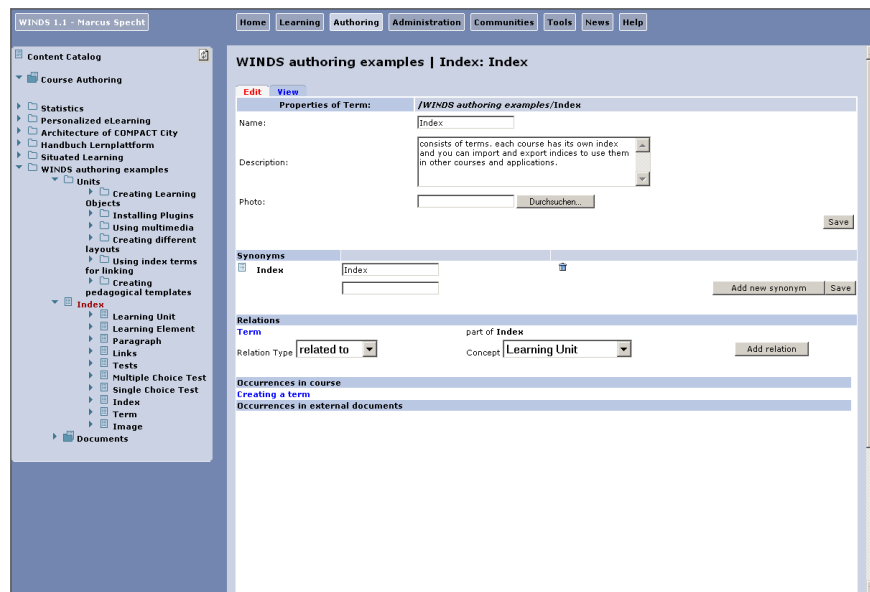 WINDS 1.1 - Marcus Specht
Home Learning Authoring Administration Communities Tools News Help
Content Catalog
Course Authoring
Statistics
Personalized eLearning
Architecture of COMPACT City
Handbuch Lernplattform
Situated Learning
WINDS authoring examples
Units
Creating Learning
Objects
Installing Plugins
Using multimedia
Creating different
layouts
Using index terms
for linking
Creating
pedagogical templates
Index
Learning Unit
Learning Element
Paragraph
Links
Tests
Multiple Choice Test
Single Choice Test
Index
Term
Image
Documents
WINDS authoring examples | Index: Index
Edit View
Properties of Term: /WINDS authoring examples/Index
Name: Index
Description: consists of terms. each course has its own index
and you can import and export indices to use them
in other courses and applications.
Photo: Durchsuchen...
Save
Synonyms
Index Index
Add new synonym Save
Relations
Term part of Index
Relation Type related to Concept Learning Unit Add relation
Occurrences in course
Creating a term
Occurrences in external documents